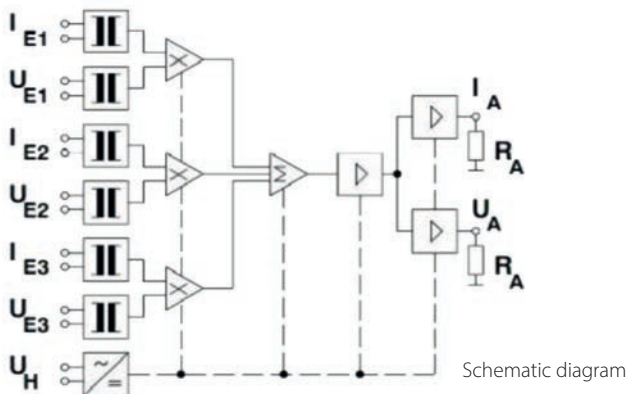 I E1
U E1
I E2
U E2
I E3
U E3
U H
Σ
I A
R A
U A
R A
Schematic diagram